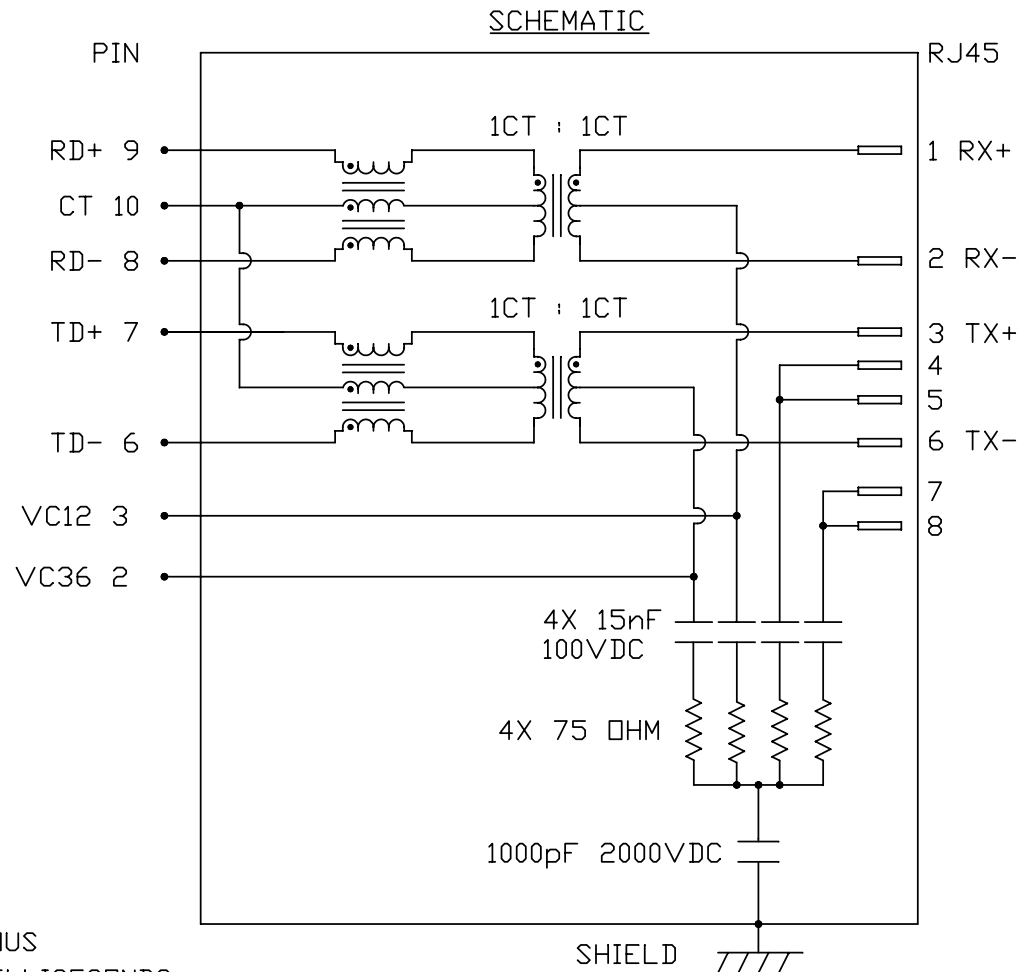 SCHEMATIC
PIN
RJ45
1CT : 1CT
RD+ 9
1 RX+
CT 10
RD- 8
2 RX-
1CT : 1CT
TD+ 7
3 TX+
4
5
TD- 6
6 TX-
7
VC12 3
8
VC36 2
4X 15nF
100VDC
4X 75 OHM
1000pF 2000VDC
SHIELD